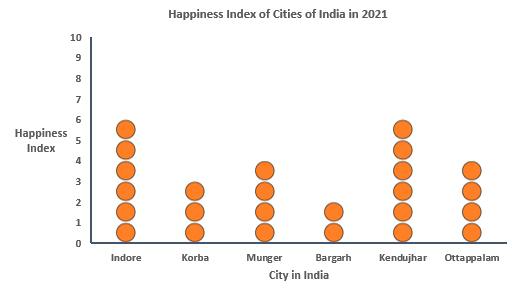 Happiness Index of Cities of India in 2021
10
9
8
7
6
5
4
3
2
1
0
Happiness
Index
Indore Korba Munger Bargarh Kendujhar Ottappalam
City in India